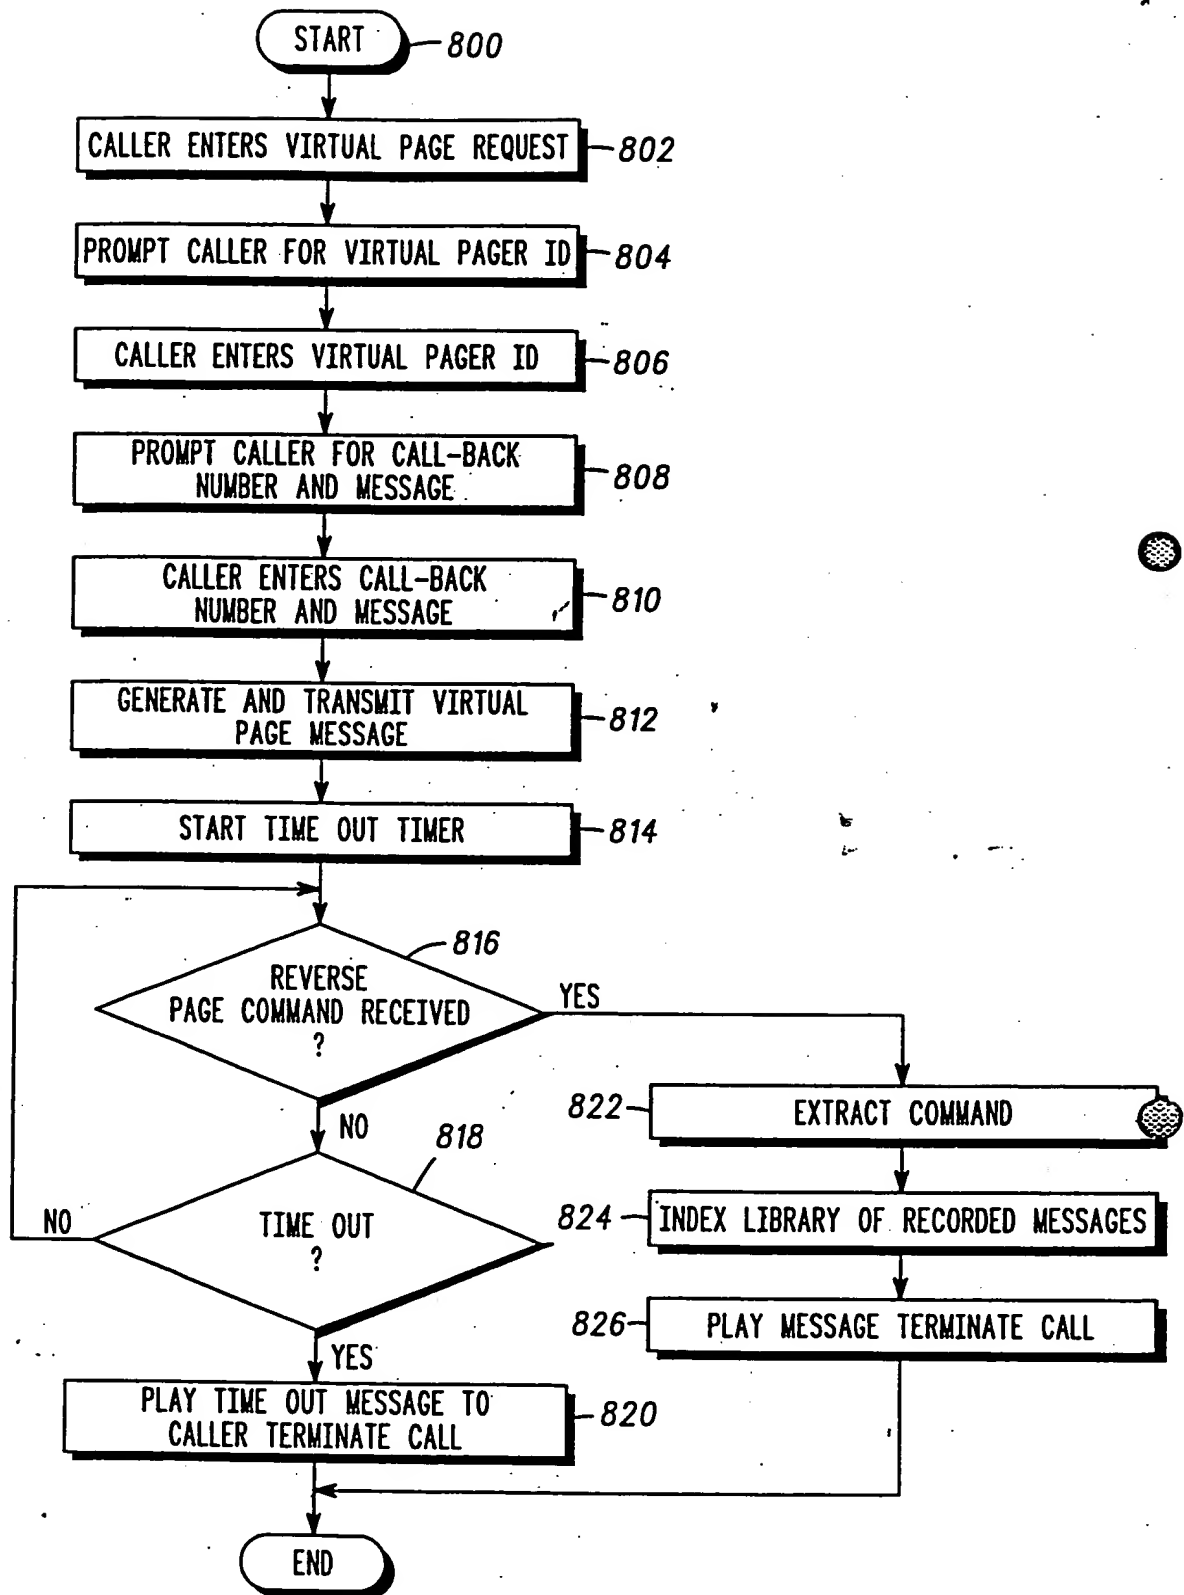 START
800
CALLER ENTERS VIRTUAL PAGE REQUEST
802
PROMPT CALLER FOR VIRTUAL PAGER ID
804
CALLER ENTERS VIRTUAL PAGER ID
806
PROMPT CALLER FOR CALL-BACK
NUMBER AND MESSAGE
808
CALLER ENTERS CALL-BACK
NUMBER AND MESSAGE
810
GENERATE AND TRANSMIT VIRTUAL
PAGE MESSAGE
812
START TIME OUT TIMER
814
816
REVERSE
PAGE COMMAND RECEIVED
?
YES
NO
822
EXTRACT COMMAND
818
TIME OUT
?
NO
824
INDEX LIBRARY OF RECORDED MESSAGES
826
PLAY MESSAGE TERMINATE CALL
YES
PLAY TIME OUT MESSAGE TO
CALLER TERMINATE CALL
820
END